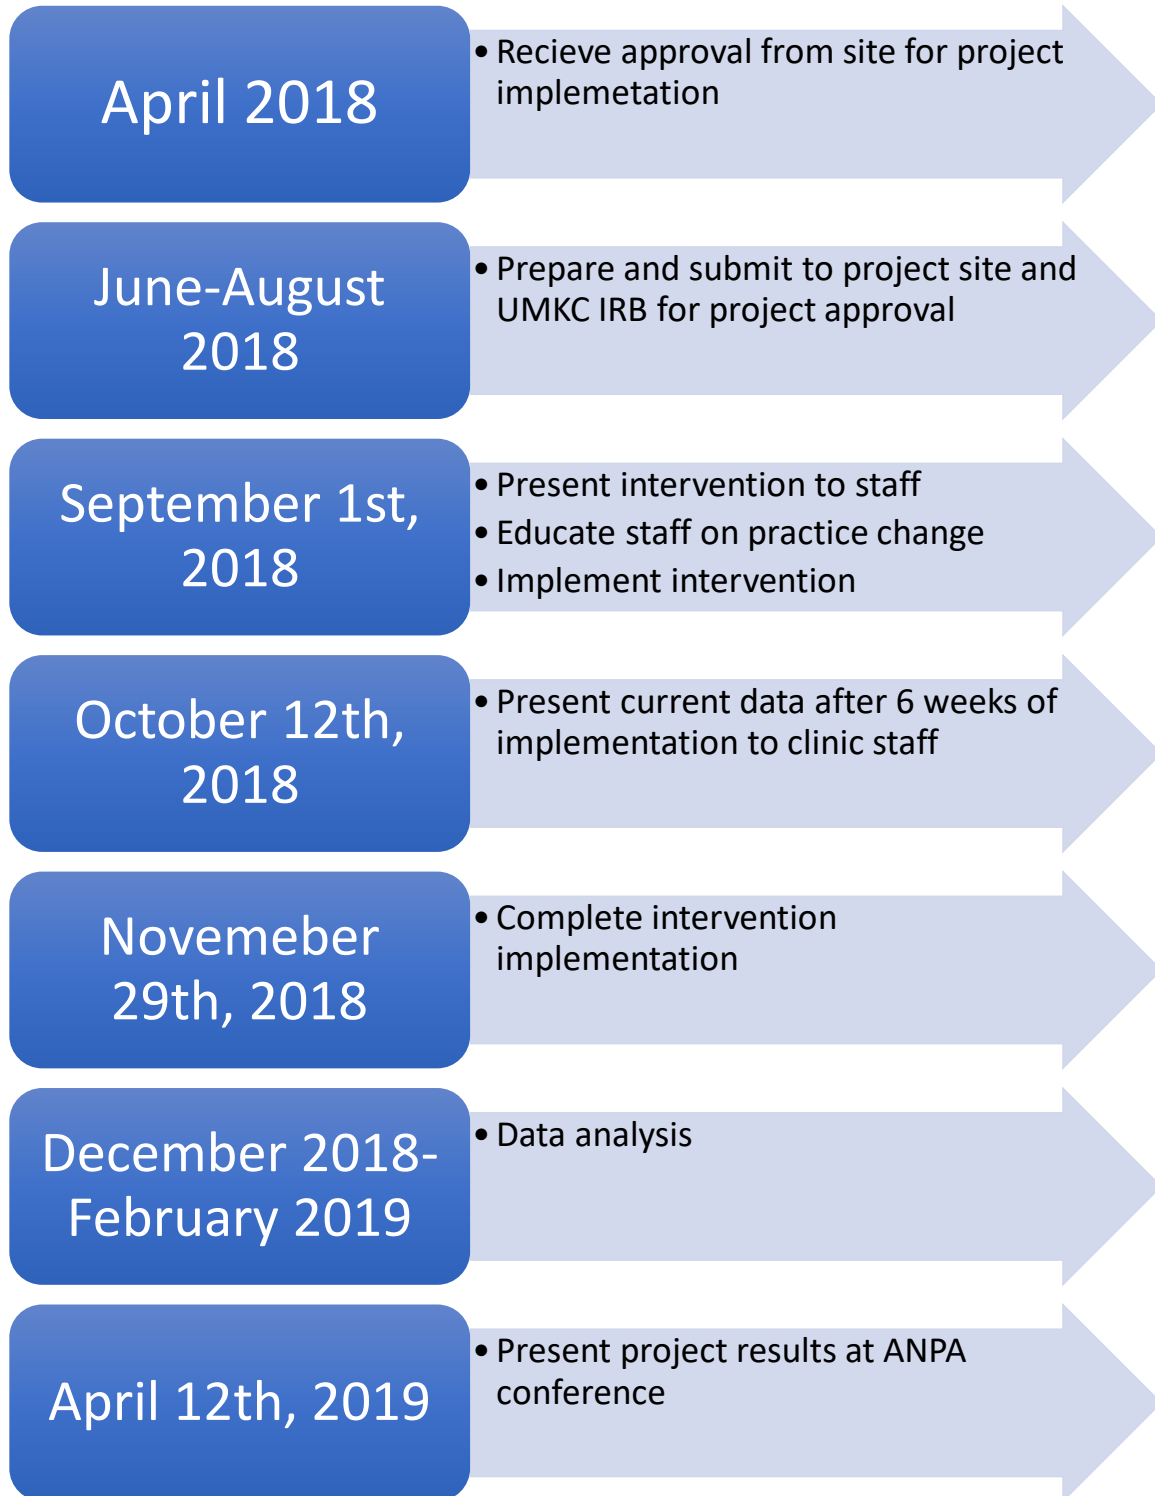 April 2018
• Recieve approval from site for project
implemetation
June-August
2018
• Prepare and submit to project site and
UMKC IRB for project approval
September 1st,
2018
• Present intervention to staff
• Educate staff on practice change
• Implement intervention
October 12th,
2018
• Present current data after 6 weeks of
implementation to clinic staff
Novemeber
29th, 2018
• Complete intervention
implementation
December 2018-
February 2019
• Data analysis
April 12th, 2019
• Present project results at ANPA
conference